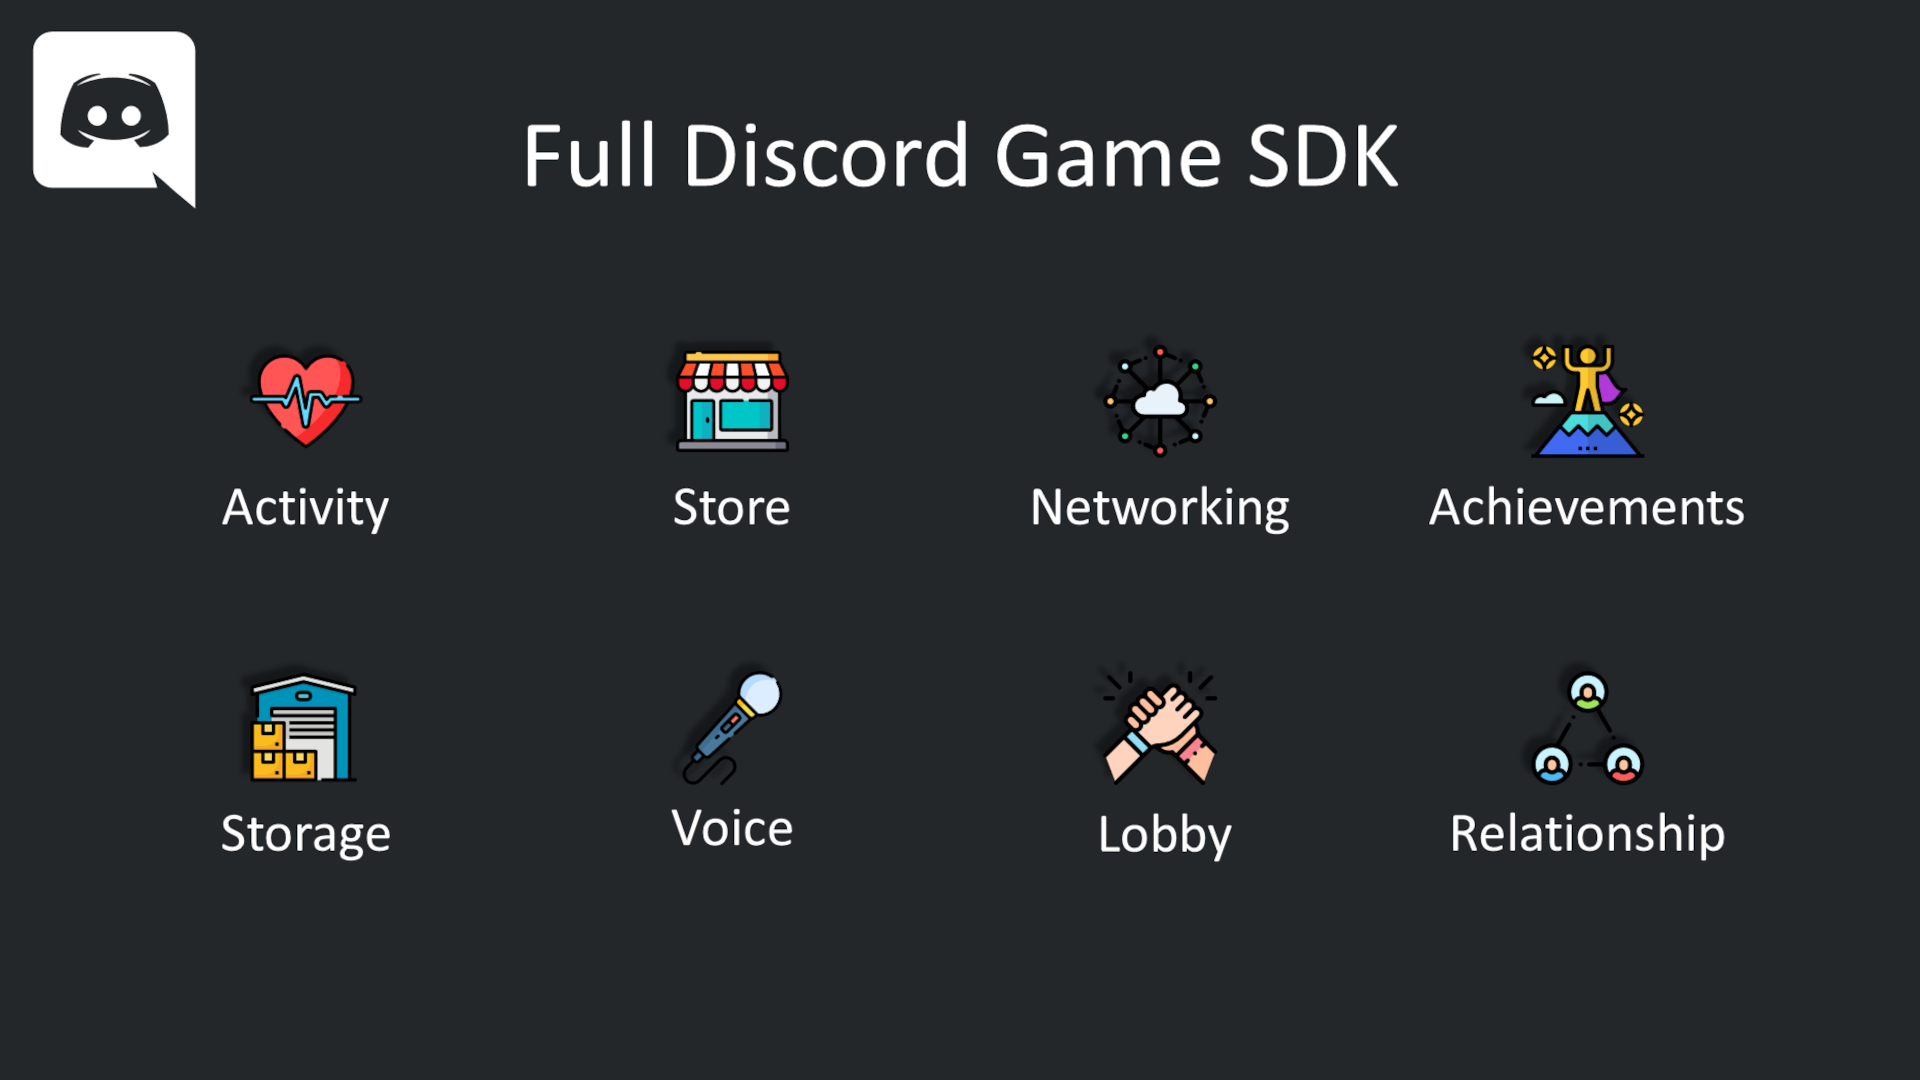 Full Discord Game SDK
Activity
Store
Networking
Achievements
Storage
Voice
Lobby
Relationship